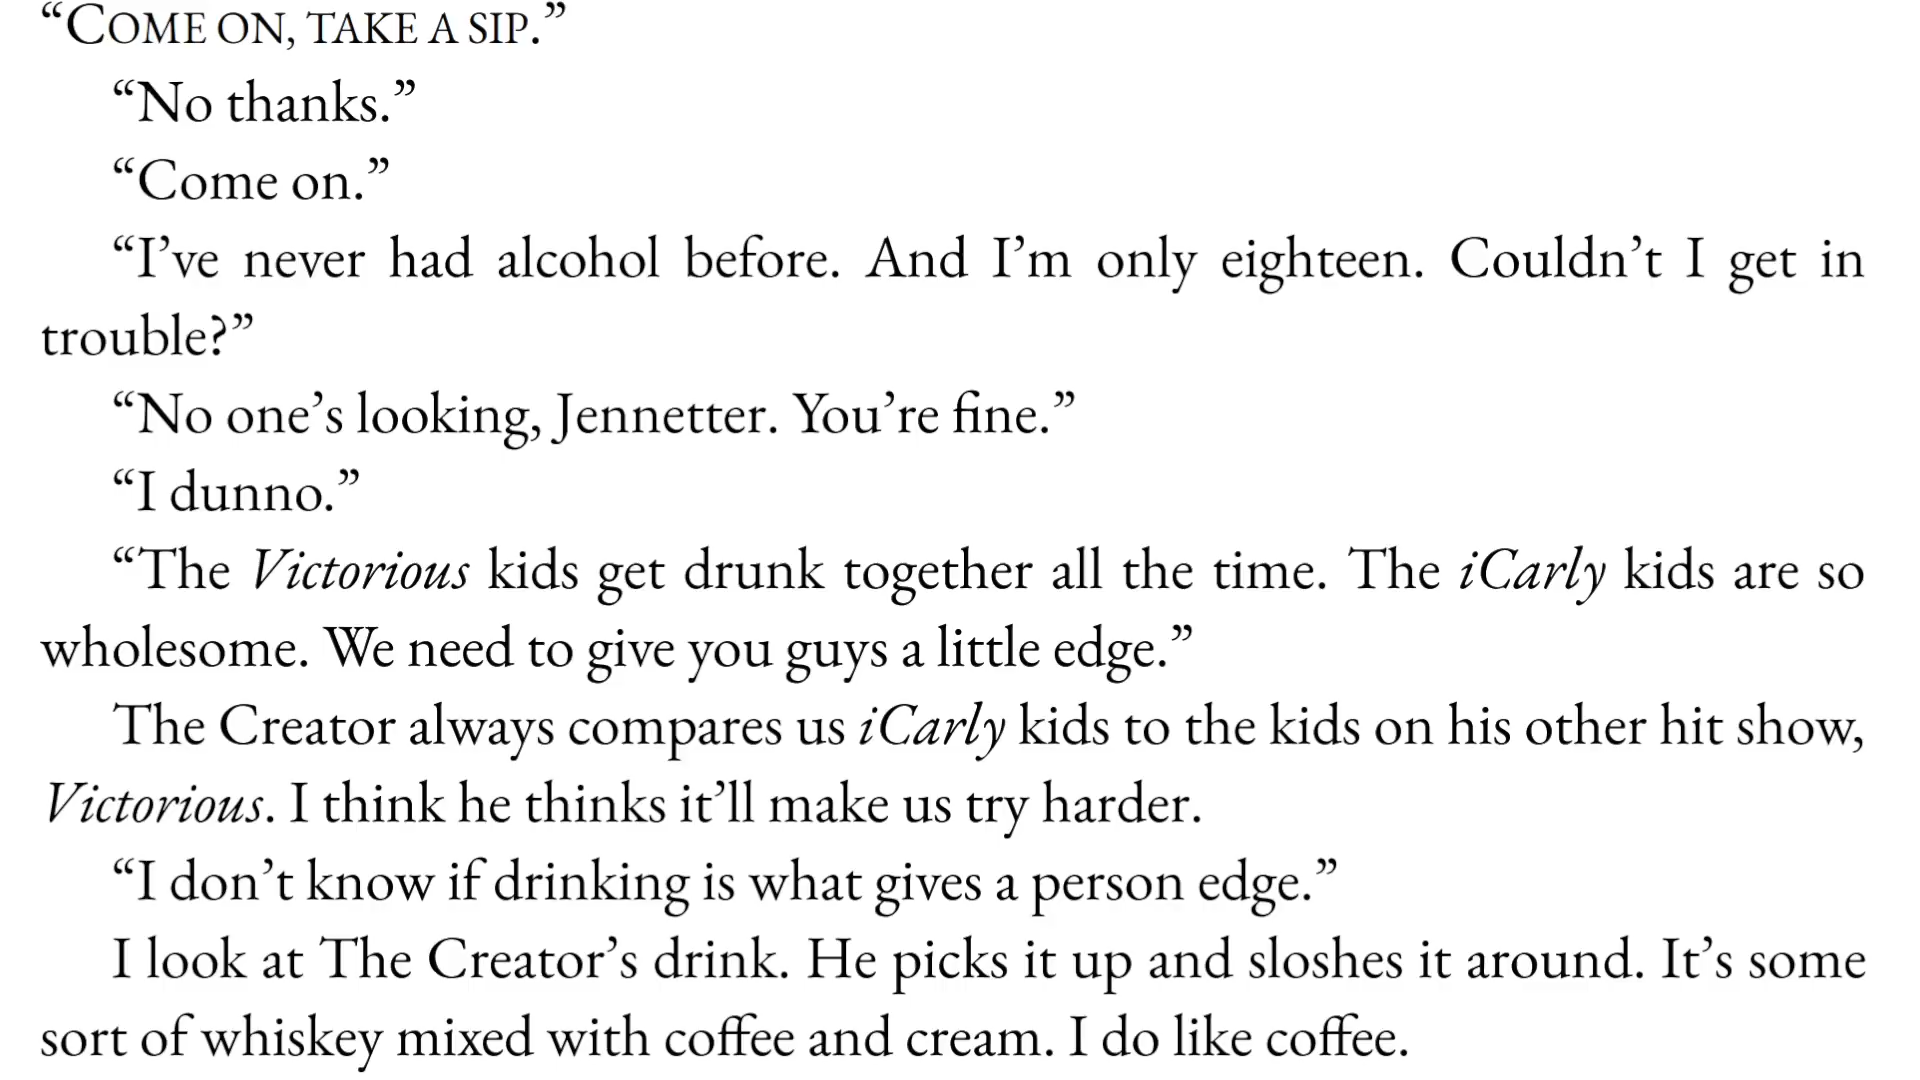 “COME ON, TAKE A SIP.”
“No thanks.”
“Come on.”
“I’ve never had alcohol before. And I’m only eighteen. Couldn’t I get in
trouble?”
“No one’s looking, Jennetter. You’re fine.”
“I dunno.”
“The Victorious kids get drunk together all the time. The iCarly kids are so
wholesome. We need to give you guys a little edge.”
The Creator always compares us iCarly kids to the kids on his other hit show,
Victorious. I think he thinks it’ll make us try harder.
“I don’t know if drinking is what gives a person edge.”
I look at The Creator’s drink. He picks it up and sloshes it around. It’s some
sort of whiskey mixed with coffee and cream. I do like coffee.